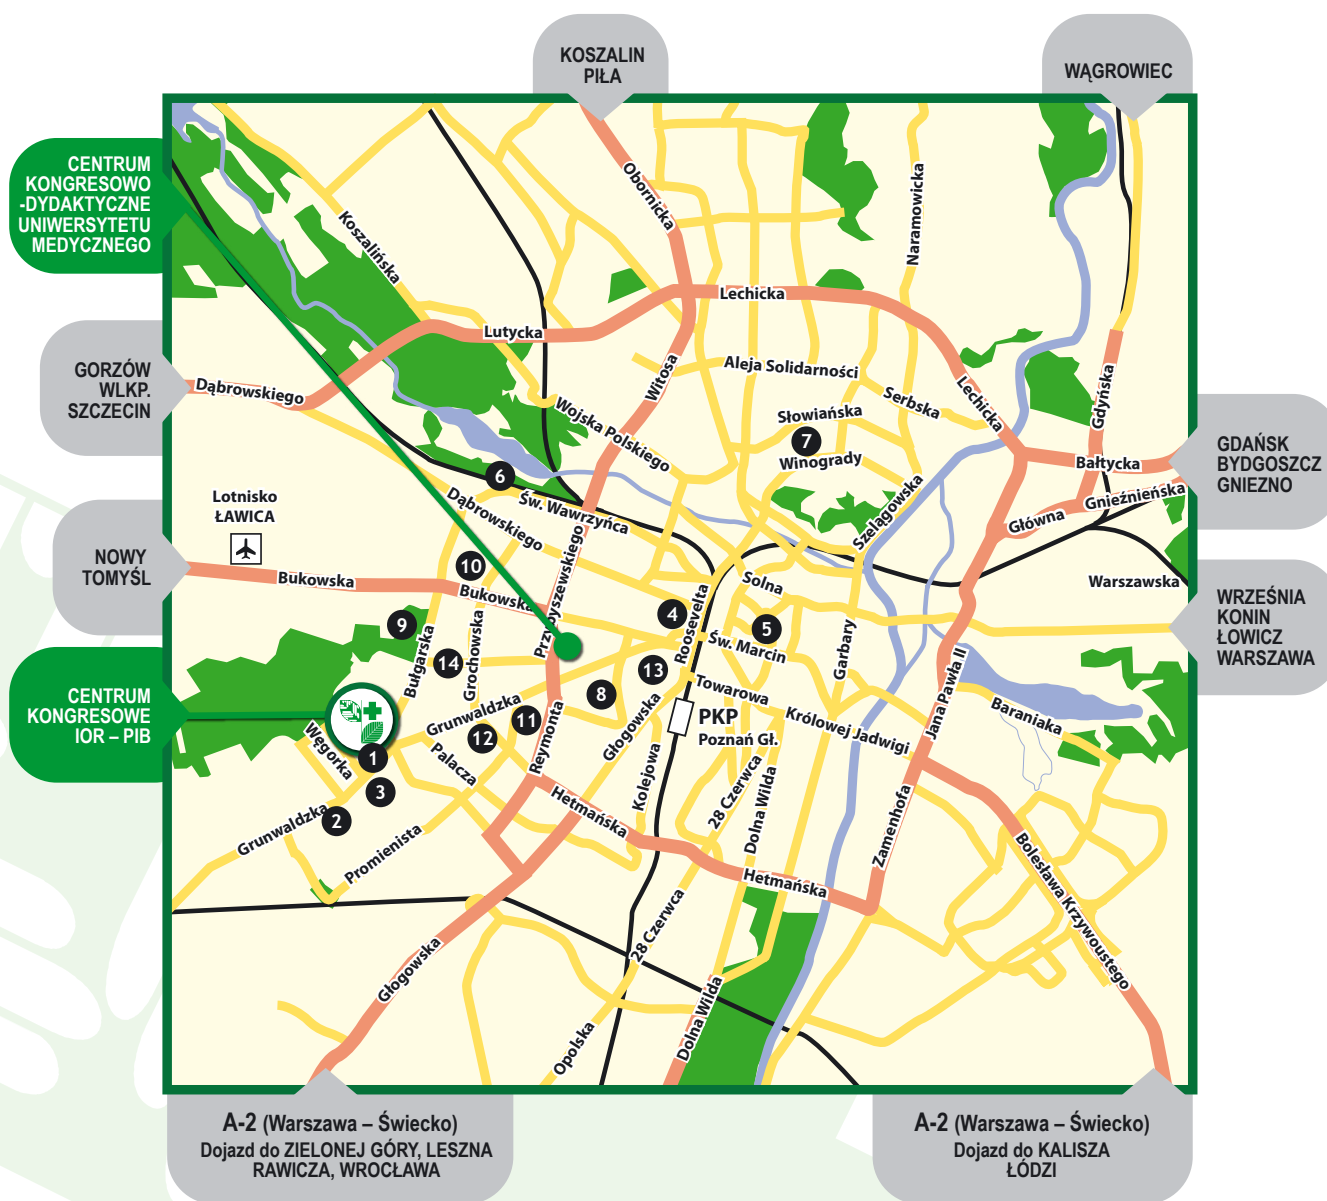 KOSZALIN
PIŁA
WĄGROWIEC
CENTRUM
KONGRESOWO
-DYDAKTYCZNE
UNIWERSYTETU
MEDYCZNEGO
GORZÓW
WLKP.
SZCZECIN
NOWY
TOMYŚL
CENTRUM
KONGRESOWE
IOR – PIB
GDAŃSK
BYDGOSZCZ
GNIEZNO
WRZEŚNIA
KONIN
ŁOWICZ
WARSZAWA
Obornicka
Naramowicka
Koszalińska
Lechicka
Lutycka
Witosa
Aleja Solidarności
Serbska
Lechicka
Gdyńska
Dąbrowskiego
Wojska Polskiego
Słowiańska
7
Winogrady
Bałtycka
6
Gnieźnieńska
Główna
Szelągowska
Lotnisko
ŁAWICA
Dąbrowskiego
Św. Wawrzyńca
Przybyszewskiego
10
Bukowska
Bukowska
Solna
Warszawska
Roosevelta
4
5
9
Bułgarska
Grochowska
14
Św. Marcin
Garbary
13
8
Towarowa
Jana Pawła II
Baraniaka
Grunwaldzka
11
12
Głogowska
PKP
Poznań Gł.
Królowej Jadwigi
Węgorka
1
Palacza
Reymonta
3
2
Kolejowa
28 Czerwca
Dolna Wilda
Hetmańska
Zamenhofa
Grunwaldzka
Promienista
Bolesława Krzywoustego
Hetmańska
28 Czerwca
Głogowska
Dolna Wilda
Opolska
A-2 (Warszawa – Świecko)
Dojazd do ZIELONEJ GÓRY, LESZNA
RAWICZA, WROCŁAWA
A-2 (Warszawa – Świecko)
Dojazd do KALISZA
ŁÓDZI